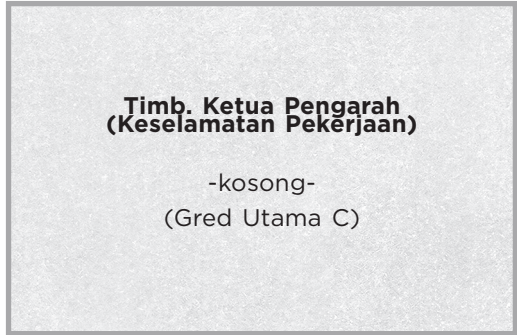 Timb. Ketua Pengarah
(Keselamatan Pekerjaan)
-kosong-
(Gred Utama C)